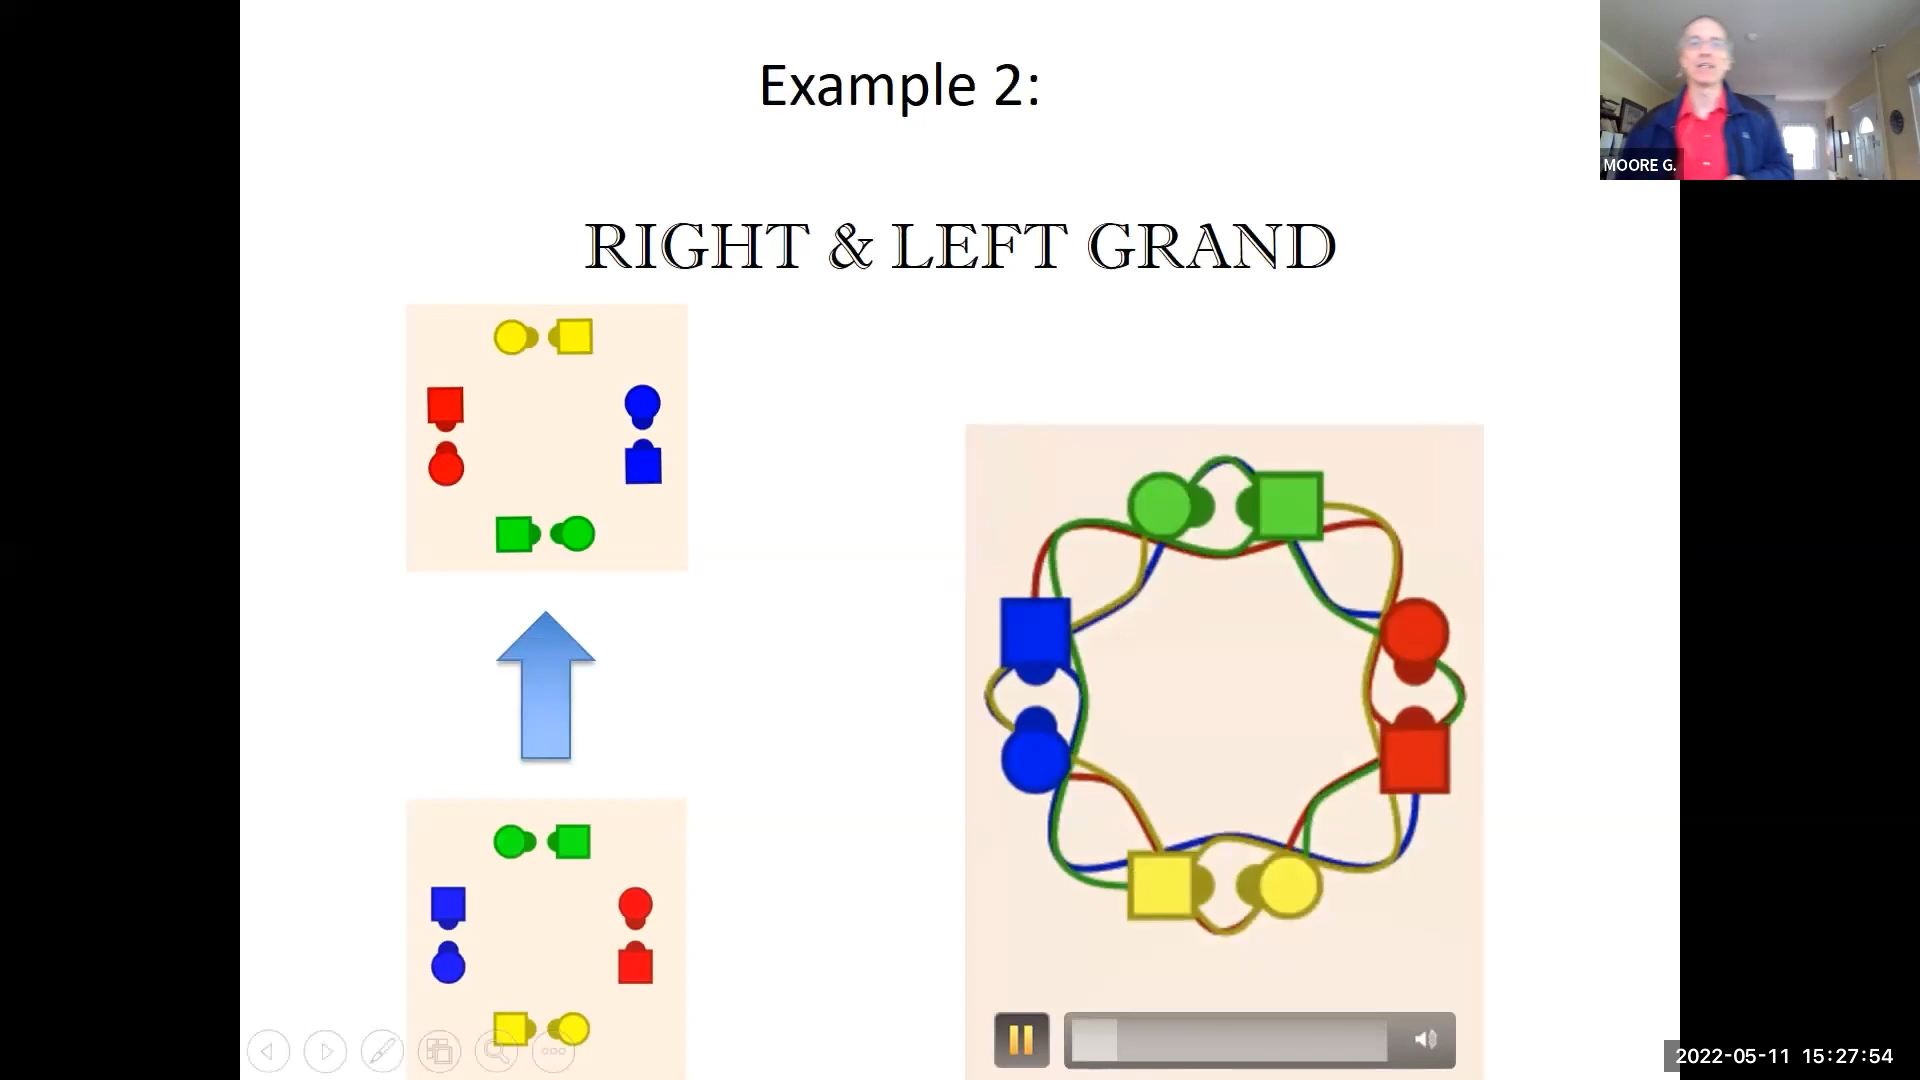 Example 2:
MOORE G.
RIGHT & LEFT GRAND
2022-05-11 15:27:54